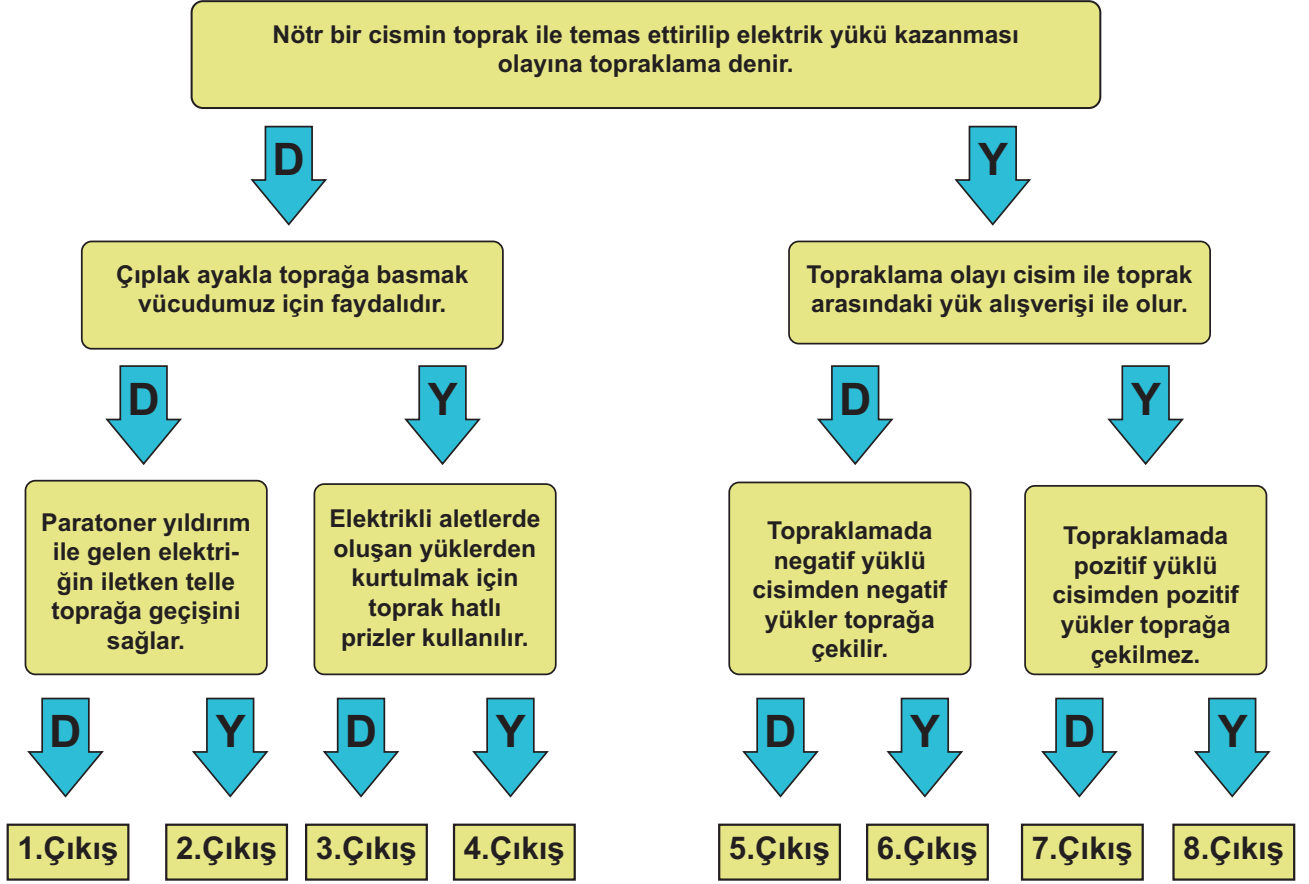 Nötr bir cismin toprak ile temas ettirilip elektrik yükü kazanması
olayına topraklama denir.
D
Y
Çıplak ayakla toprağa basmak
vücudumuz için faydalıdır.
Topraklama olayı cisim ile toprak
arasındaki yük alışverişi ile olur.
D
Y
D
Y
Paratoner yıldırım
ile gelen elektri-
ğin iletken telle
toprağa geçişini
sağlar.
Elektrikli aletlerde
oluşan yüklerden
kurtulmak için
toprak hatlı
prizler kullanılır.
Topraklamada
negatif yüklü
cisimden negatif
yükler toprağa
çekilir.
Topraklamada
pozitif yüklü
cisimden pozitif
yükler toprağa
çekilmez.
D
Y
D
Y
D
Y
D
Y
1.Çıkış
2.Çıkış
3.Çıkış
4.Çıkış
5.Çıkış
6.Çıkış
7.Çıkış
8.Çıkış